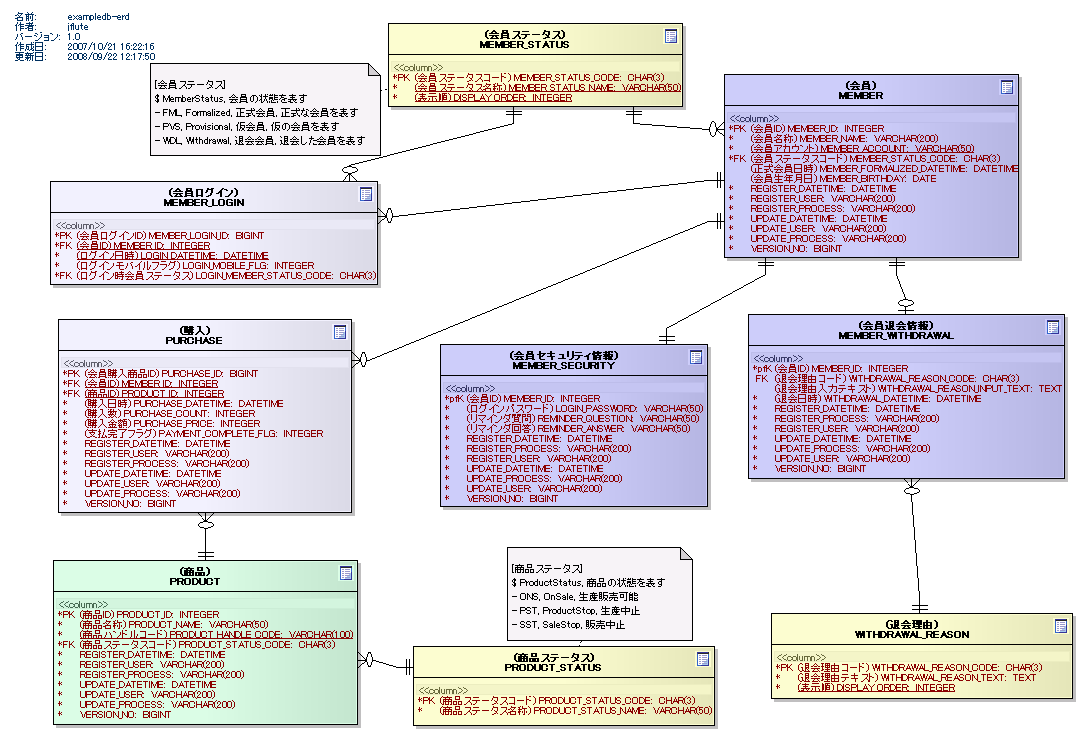 名前: exampledb-erd
作者: jflute
バージョン: 1.0
作成日: 2007/10/21 16:22:16
更新日: 2008/09/22 12:17:50
(会員ステータス)
MEMBER_STATUS
<<column>>
*PK (会員ステータスコード) MEMBER_STATUS_CODE: CHAR(3)
* (会員ステータス名称) MEMBER_STATUS_NAME: VARCHAR(50)
* (表示順) DISPLAY_ORDER: INTEGER
[会員ステータス]
$ MemberStatus, 会員の状態を表す
- FML, Formalized, 正式会員, 正式な会員を表す
- PVS, Provisional, 仮会員, 仮の会員を表す
- WDL, Withdrawal, 退会会員, 退会した会員を表す
(会員)
MEMBER
<<column>>
*PK (会員ID) MEMBER_ID: INTEGER
* (会員名称) MEMBER_NAME: VARCHAR(200)
* (会員アカウント) MEMBER_ACCOUNT: VARCHAR(50)
*FK (会員ステータスコード) MEMBER_STATUS_CODE: CHAR(3)
(正式会員日時) MEMBER_FORMALIZED_DATETIME: DATETIME
(会員生年月日) MEMBER_BIRTHDAY: DATE
* REGISTER_DATETIME: DATETIME
* REGISTER_USER: VARCHAR(200)
* REGISTER_PROCESS: VARCHAR(200)
* UPDATE_DATETIME: DATETIME
* UPDATE_USER: VARCHAR(200)
* UPDATE_PROCESS: VARCHAR(200)
* VERSION_NO: BIGINT
(会員ログイン)
MEMBER_LOGIN
<<column>>
*PK (会員ログインID) MEMBER_LOGIN_ID: BIGINT
*FK (会員ID) MEMBER_ID: INTEGER
* (ログイン日時) LOGIN_DATETIME: DATETIME
* (ログインモバイルフラグ) LOGIN_MOBILE_FLG: INTEGER
*FK (ログイン時会員ステータス) LOGIN_MEMBER_STATUS_CODE: CHAR(3)
(購入)
PURCHASE
<<column>>
*PK (会員購入商品ID) PURCHASE_ID: BIGINT
*FK (会員ID) MEMBER_ID: INTEGER
*FK (商品ID) PRODUCT_ID: INTEGER
* (購入日時) PURCHASE_DATETIME: DATETIME
* (購入数) PURCHASE_COUNT: INTEGER
* (購入金額) PURCHASE_PRICE: INTEGER
* (支払完了フラグ) PAYMENT_COMPLETE_FLG: INTEGER
* REGISTER_DATETIME: DATETIME
* REGISTER_USER: VARCHAR(200)
* REGISTER_PROCESS: VARCHAR(200)
* UPDATE_DATETIME: DATETIME
* UPDATE_USER: VARCHAR(200)
* UPDATE_PROCESS: VARCHAR(200)
* VERSION_NO: BIGINT
(会員セキュリティ情報)
MEMBER_SECURITY
<<column>>
*pfK (会員ID) MEMBER_ID: INTEGER
* (ログインパスワード) LOGIN_PASSWORD: VARCHAR(50)
* (リマインダ質問) REMINDER_QUESTION: VARCHAR(50)
* (リマインダ回答) REMINDER_ANSWER: VARCHAR(50)
* REGISTER_DATETIME: DATETIME
* REGISTER_PROCESS: VARCHAR(200)
* REGISTER_USER: VARCHAR(200)
* UPDATE_DATETIME: DATETIME
* UPDATE_PROCESS: VARCHAR(200)
* UPDATE_USER: VARCHAR(200)
* VERSION_NO: BIGINT
(会員退会情報)
MEMBER_WITHDRAWAL
<<column>>
*pfK (会員ID) MEMBER_ID: INTEGER
FK (退会理由コード) WITHDRAWAL_REASON_CODE: CHAR(3)
(退会理由入力テキスト) WITHDRAWAL_REASON_INPUT_TEXT: TEXT
* (退会日時) WITHDRAWAL_DATETIME: DATETIME
* REGISTER_DATETIME: DATETIME
* REGISTER_PROCESS: VARCHAR(200)
* REGISTER_USER: VARCHAR(200)
* UPDATE_DATETIME: DATETIME
* UPDATE_PROCESS: VARCHAR(200)
* UPDATE_USER: VARCHAR(200)
* VERSION_NO: BIGINT
(商品)
PRODUCT
<<column>>
*PK (商品ID) PRODUCT_ID: INTEGER
* (商品名称) PRODUCT_NAME: VARCHAR(50)
* (商品ハンドルコード) PRODUCT_HANDLE_CODE: VARCHAR(100)
*FK (商品ステータスコード) PRODUCT_STATUS_CODE: CHAR(3)
* REGISTER_DATETIME: DATETIME
* REGISTER_USER: VARCHAR(200)
* REGISTER_PROCESS: VARCHAR(200)
* UPDATE_DATETIME: DATETIME
* UPDATE_USER: VARCHAR(200)
* UPDATE_PROCESS: VARCHAR(200)
* VERSION_NO: BIGINT
[商品ステータス]
$ ProductStatus, 商品の状態を表す
- ONS, OnSale, 生産販売可能
- PST, ProductStop, 生産中止
- SST, SaleStop, 販売中止
(商品ステータス)
PRODUCT_STATUS
<<column>>
*PK (商品ステータスコード) PRODUCT_STATUS_CODE: CHAR(3)
* (商品ステータス名称) PRODUCT_STATUS_NAME: VARCHAR(50)
(退会理由)
WITHDRAWAL_REASON
<<column>>
*PK (退会理由コード) WITHDRAWAL_REASON_CODE: CHAR(3)
* (退会理由テキスト) WITHDRAWAL_REASON_TEXT: TEXT
* (表示順) DISPLAY_ORDER: INTEGER